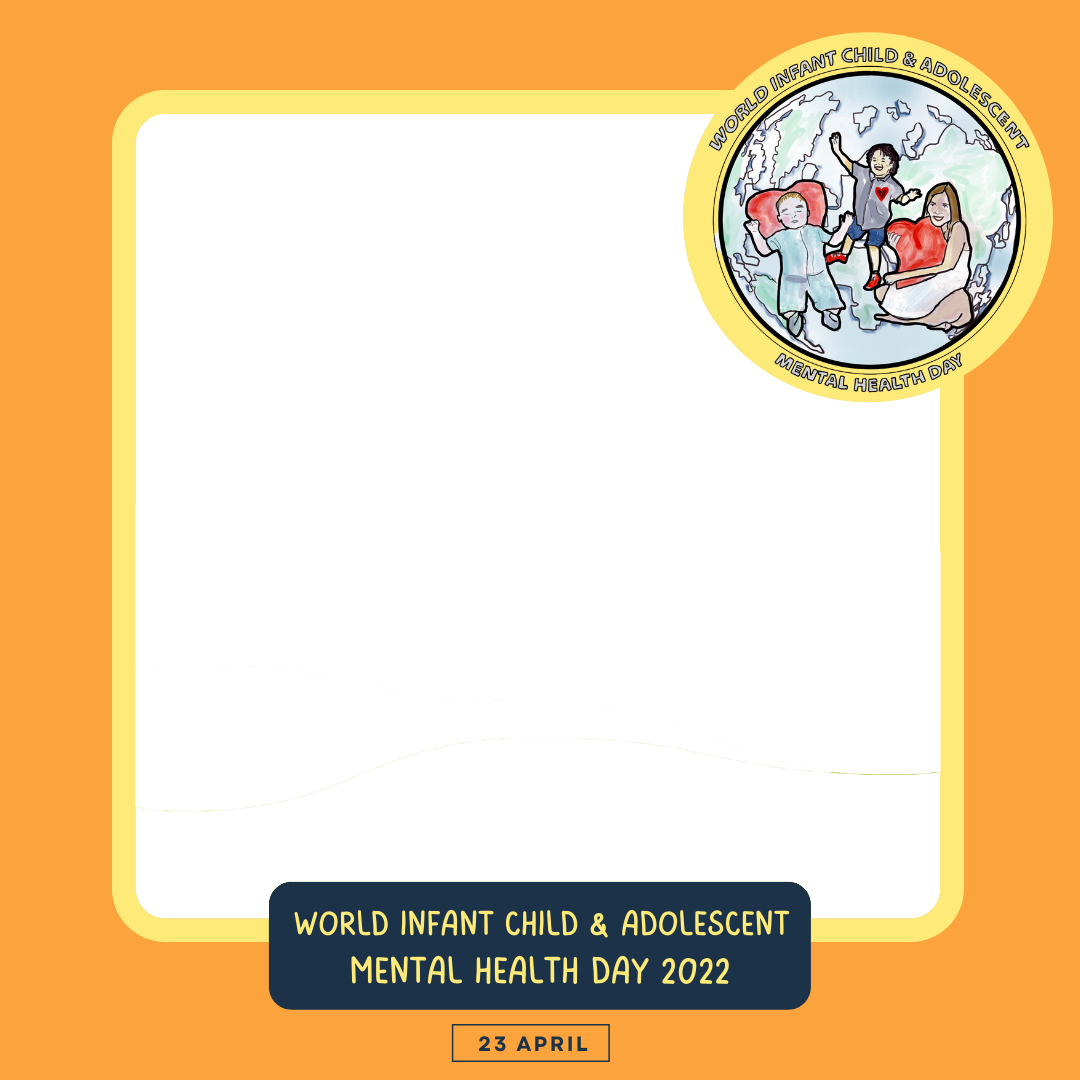 WORLD INFANT CHILD & ADOLESCENT
MENTAL HEALTH DAY
WORLD INFANT CHILD & ADOLESCENT
MENTAL HEALTH DAY 2022
23 APRIL